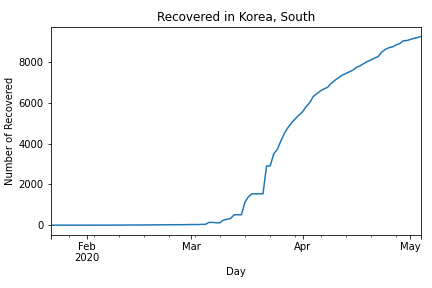 Recovered in Korea, South
Number of Recovered
8000
6000
4000
2000
0
Feb
2020
Mar
Apr
May
Day